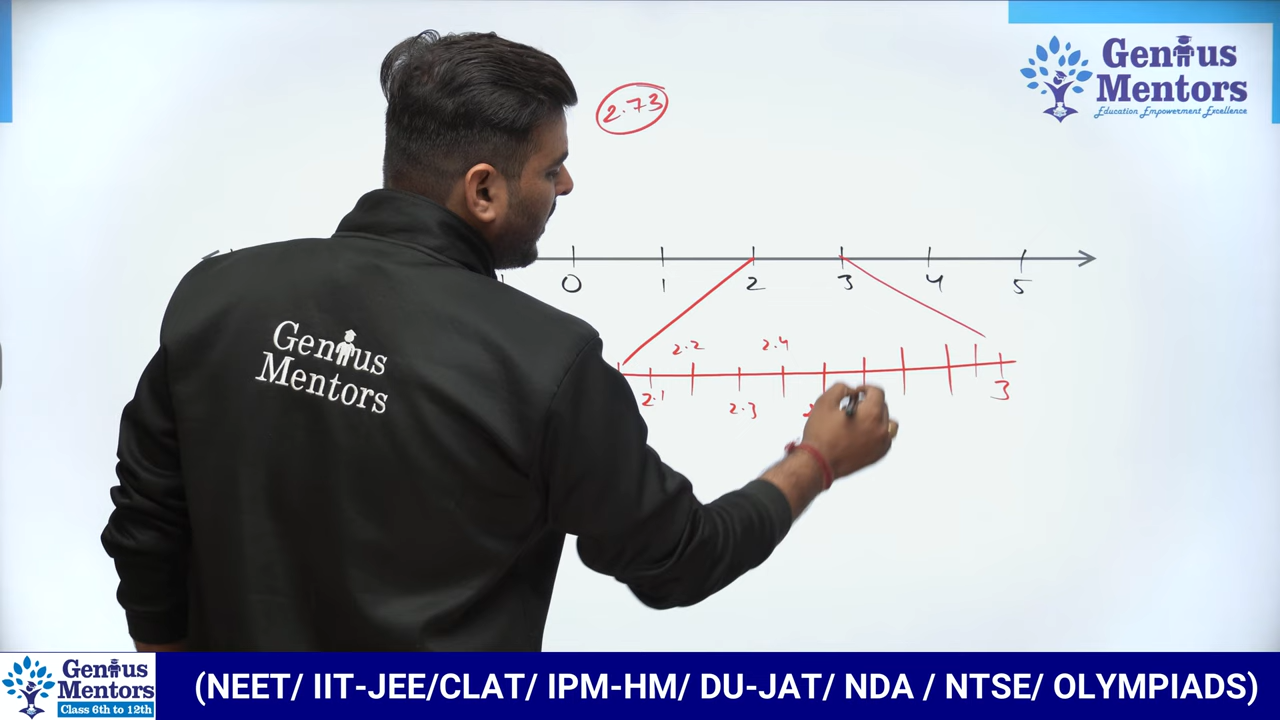 Genius
Mentors
Education Empowerment Excellence
2.73
0 1 2 3 4 5
2.2 2.4
2.1 2.3 3
Genius
Mentors
Genius
Mentors
Class 6th to 12th
(NEET/ IIT-JEE/CLAT/ IPM-HM/ DU-JAT/ NDA / NTSE/ OLYMPIADS)